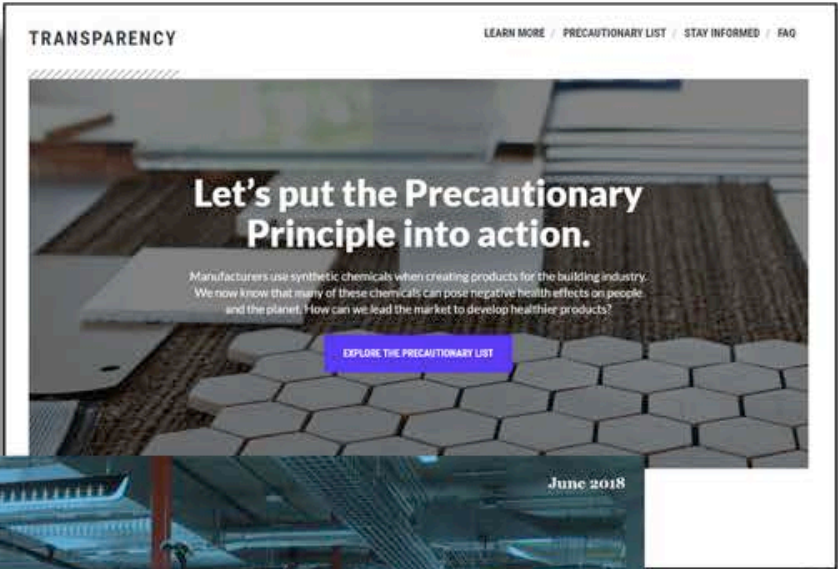 TRANSPARENCY
LEARN MORE / PRECAUTIONARY LIST / STAY INFORMED / FAQ
Let's put the Precautionary
Principle into action.
Manufacturers use synthetic chemicals when creating products for the building industry.
We now know that many of these chemicals can pose negative health effects on people
and the planet. How can we lead the market to develop healthier products?
EXPLORE THE PRECAUTIONARY LIST
June 2018